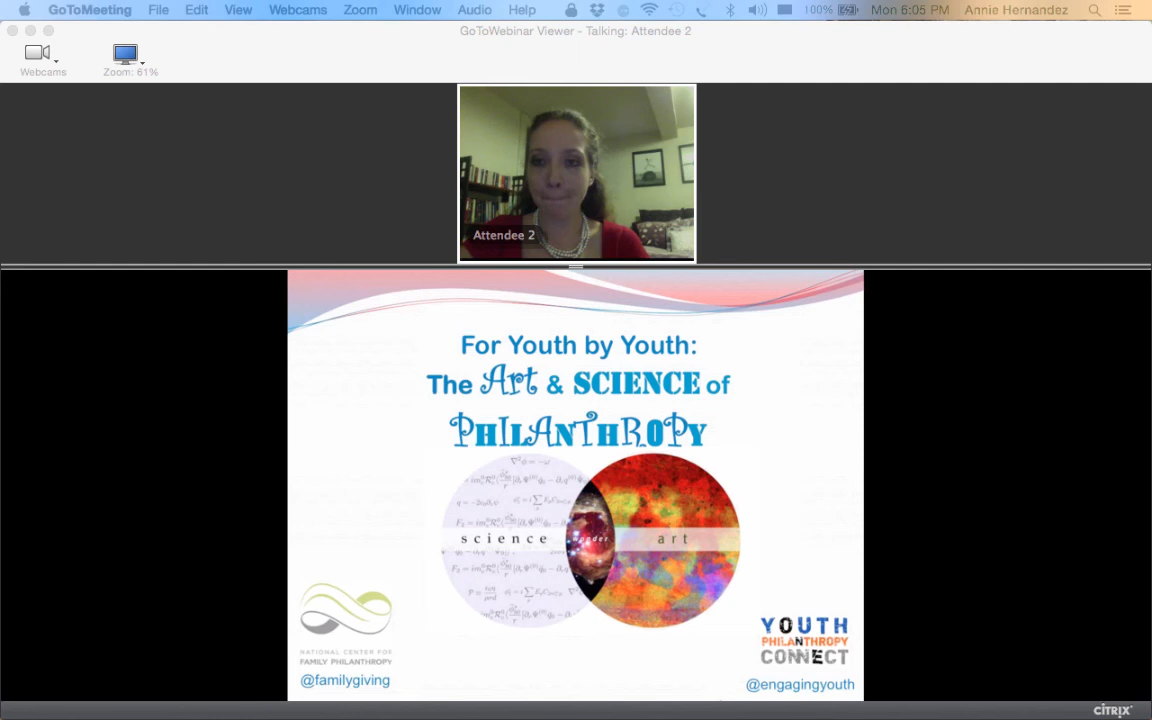 GoToMeeting File Edit View Webcams Zoom Window Audio Help 100% Mon 6:05 PM Annie Hernandez
GoToWebinar Viewer - Talking: Attendee 2
Webcams Zoom: 61%
Attendee 2
For Youth by Youth:
The Art & SCIENCE of
PHILANTHROPY
science wonder art
NATIONAL CENTER FOR
FAMILY PHILANTHROPY
@familygiving
YOUTH
PHILANTHROPY
CONNECT
@engagingyouth
CITRIX